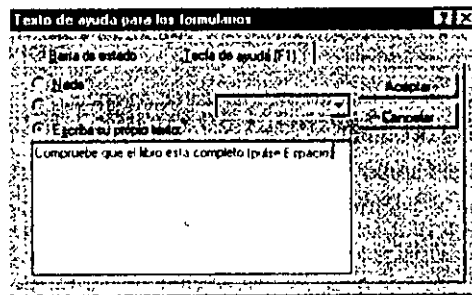 Texto de ayuda para los formularios
Barra de estado Tecla de ayuda (F1)
Nada
Aceptar
Escriba su propio texto:
Cancelar
Compruebe que el libro está completo (pulse Espacio)